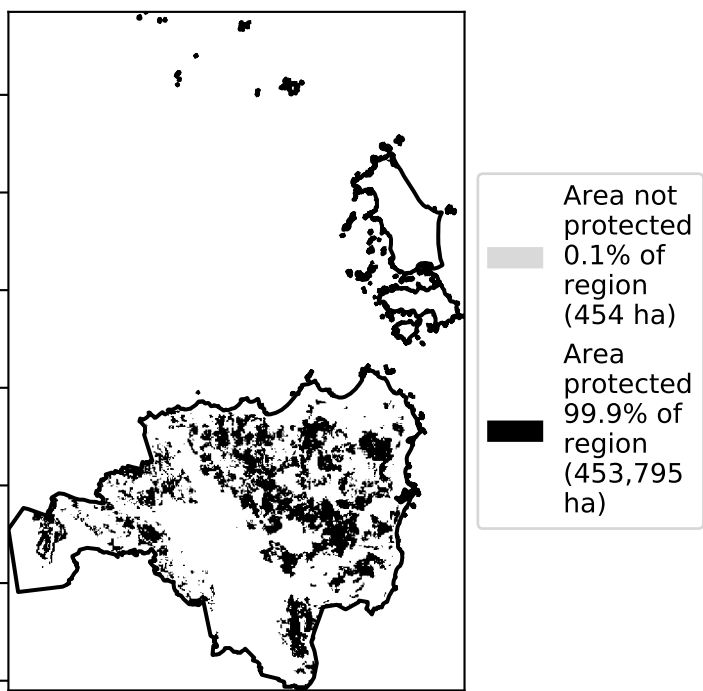 Area not
protected
0.1% of
region
(454 ha)
Area
protected
99.9% of
region
(453,795
ha)